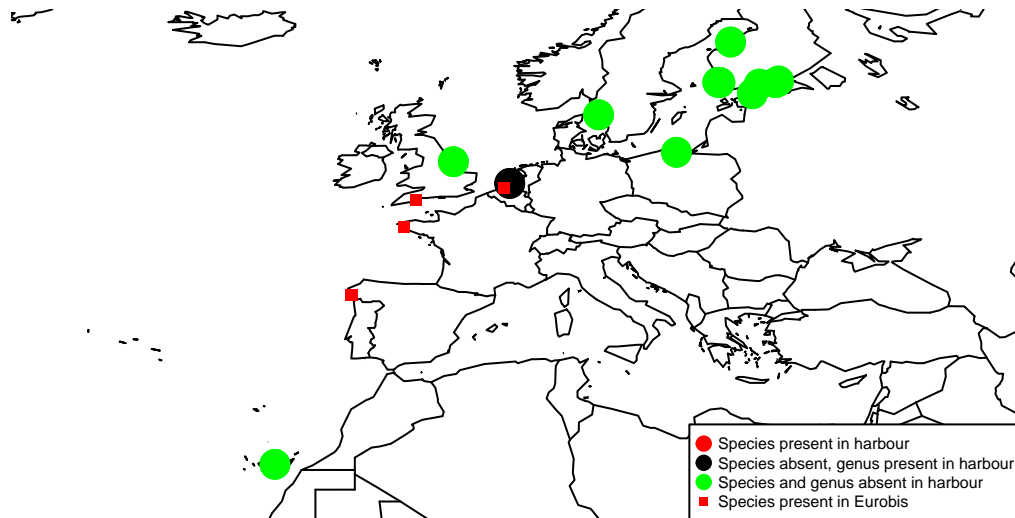 Species present in harbour
Species absent, genus present in harbour
Species and genus absent in harbour
Species present in Eurobis